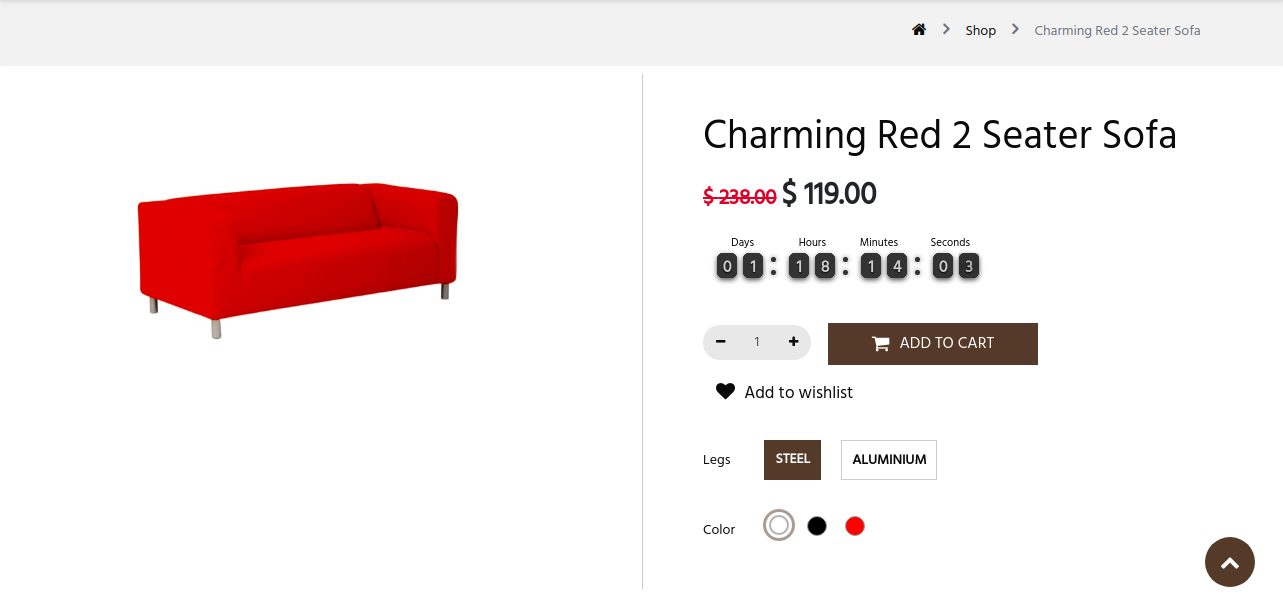 Shop Charming Red 2 Seater Sofa
Charming Red 2 Seater Sofa
$ 238.00 $ 119.00
Days Hours Minutes Seconds
01 : 18 : 14 : 03
1 ADD TO CART
Add to wishlist
Legs STEEL ALUMINIUM
Color